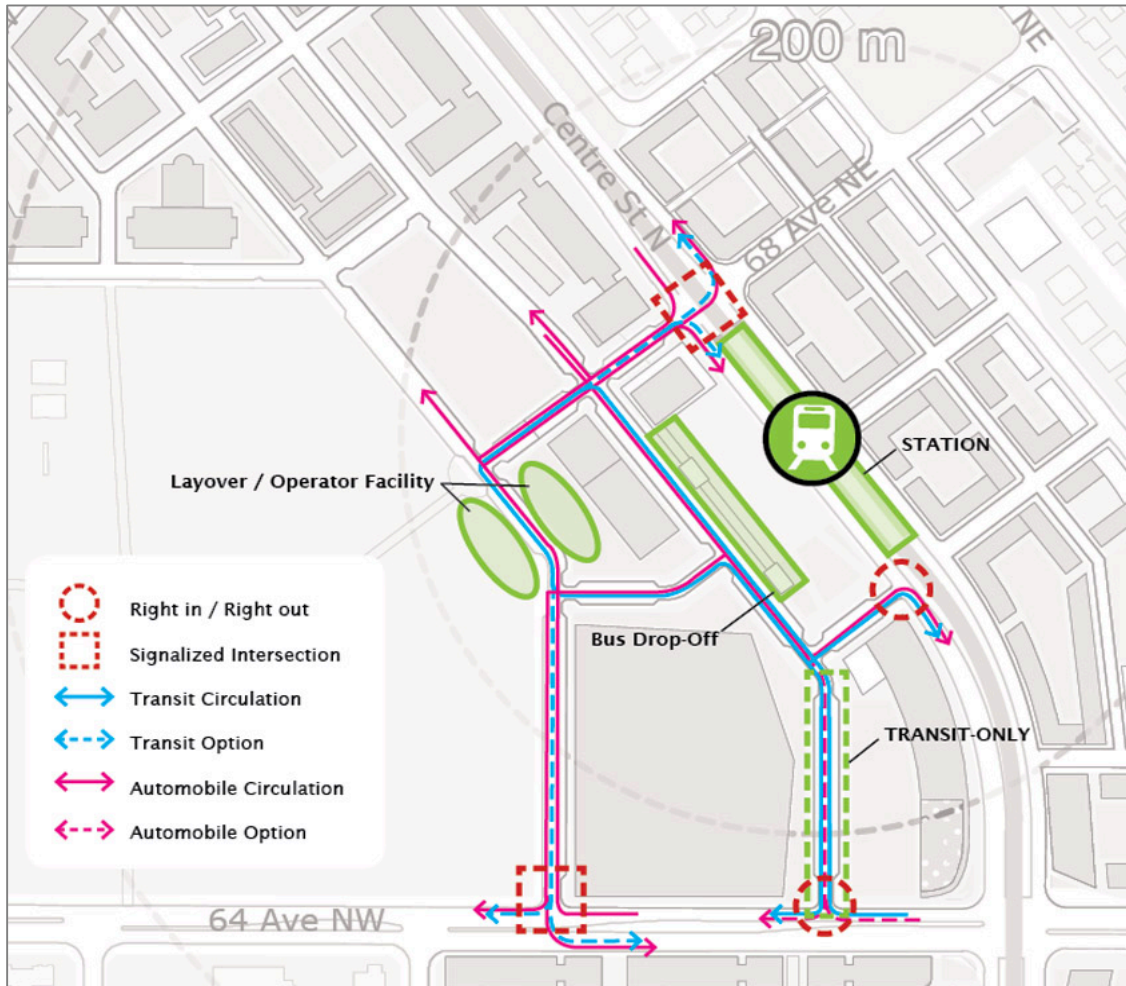 200 m
NE
Centre St N
68 Ave NE
STATION
Layover / Operator Facility
Bus Drop-Off
TRANSIT-ONLY
Right in / Right out
Signalized Intersection
Transit Circulation
Transit Option
Automobile Circulation
Automobile Option
64 Ave NW